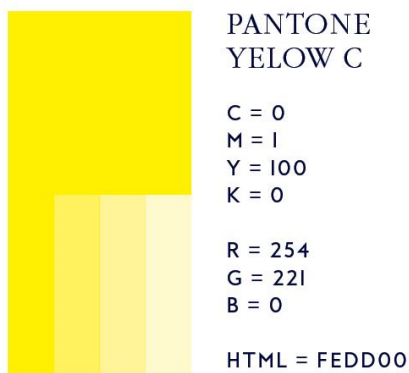 PANTONE
YELOW C
C = 0
M = 1
Y = 100
K = 0
R = 254
G = 221
B = 0
HTML = FEDD00